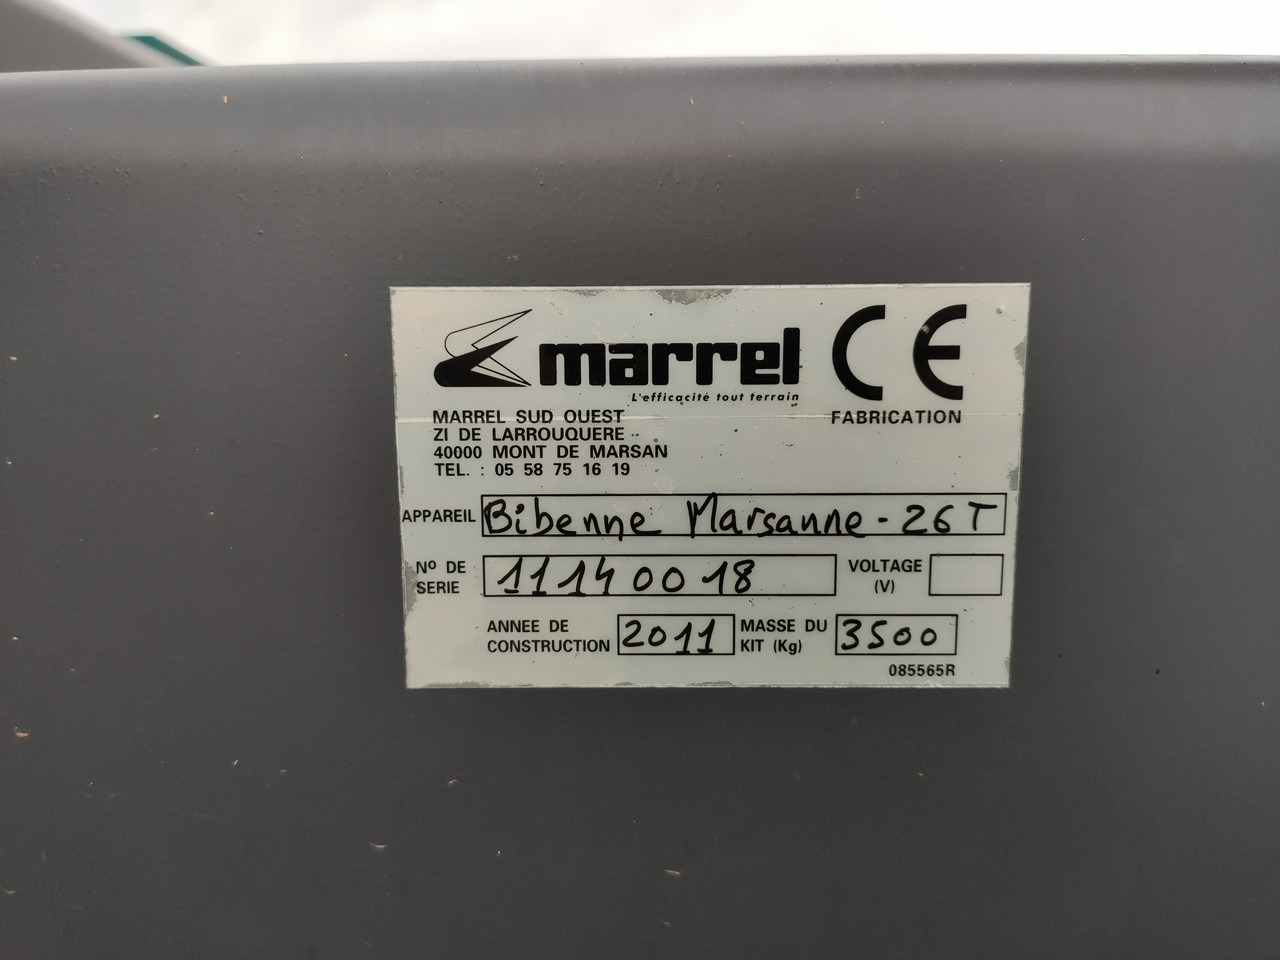 marrel CE
L'efficacité tout terrain
MARREL SUD OUEST FABRICATION
ZI DE LARROUQUERE
40000 MONT DE MARSAN
TEL. : 05 58 75 16 19
APPAREIL Bibenne Marsanne - 26 T
Nº DE SERIE 11140018 VOLTAGE (V)
ANNEE DE CONSTRUCTION 2011 MASSE DU KIT (Kg) 3500
085565R